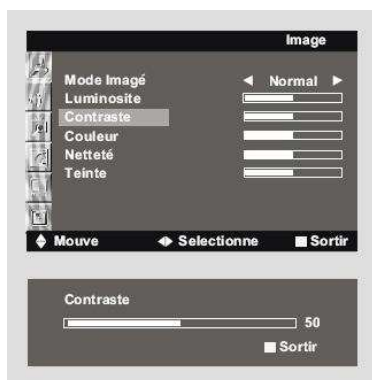 Image
Mode Imagé
Normal
Luminosite
Contraste
Couleur
Netteté
Teinte
Mouve Selectionne Sortir
Contraste
50
Sortir